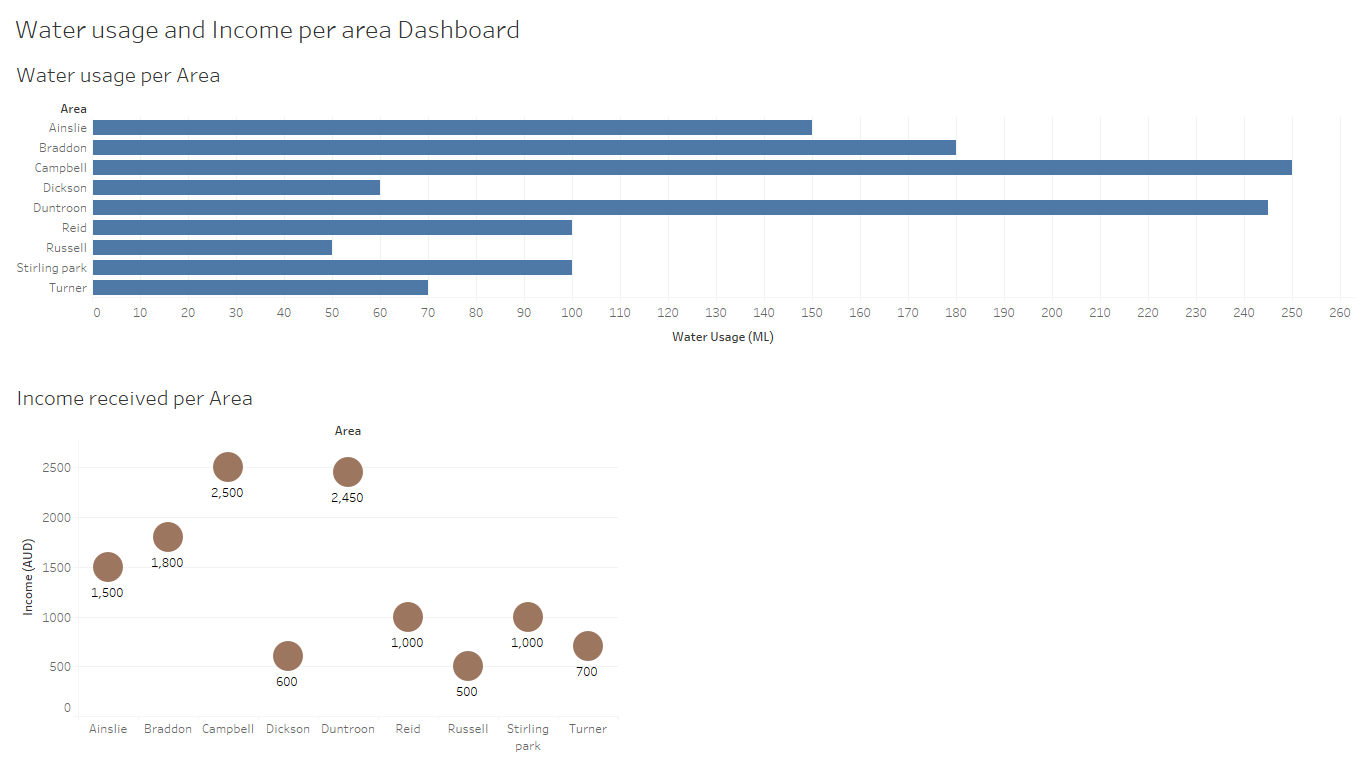 Water usage and Income per area Dashboard
Water usage per Area
Area
Ainslie
Braddon
Campbell
Dickson
Duntroon
Reid
Russell
Stirling park
Turner
0 10 20 30 40 50 60 70 80 90 100 110 120 130 140 150 160 170 180 190 200 210 220 230 240 250 260
Water Usage (ML)
Income received per Area
Area
Income (AUD)
2500
2000
1500
1000
500
0
1,500
1,800
2,500
600
2,450
1,000
500
1,000
700
Ainslie Braddon Campbell Dickson Duntroon Reid Russell Stirling Turner
park